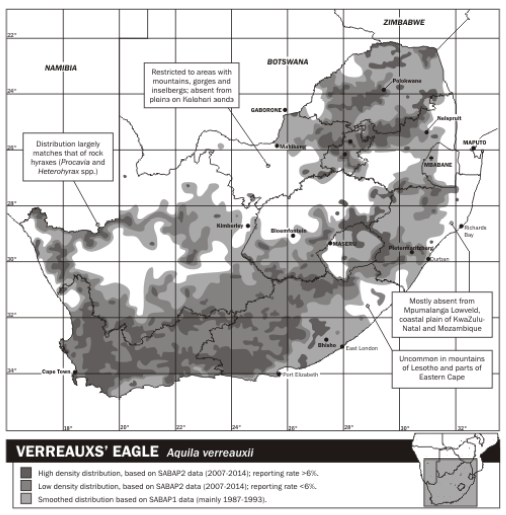 ZIMBABWE
22°
NAMIBIA
BOTSWANA
Restricted to areas with
mountains, gorges and
inselbergs; absent from
plains on Kalahari sands
Polokwane
24°
GABORONE
Nelspruit
Mafikeng
MAPUTO
Distribution largely
matches that of rock
hyraxes (Procavia and
Heterohyrax spp.)
26°
MBABANE
28°
Kimberley
Bloemfontein
MASERU
Richards
Bay
Pietermaritzburg
Durban
30°
Mostly absent from
Mpumalanga Lowveld,
coastal plain of KwaZulu-
Natal and Mozambique
32°
Bhisho
East London
Uncommon in mountains
of Lesotho and parts of
Eastern Cape
Cape Town
34°
Port Elizabeth
18° 20° 22° 24° 26° 28° 30° 32°
VERREAUXS' EAGLE Aquila verreauxii
High density distribution, based on SABAP2 data (2007-2014); reporting rate >6%.
Low density distribution, based on SABAP2 data (2007-2014); reporting rate <6%.
Smoothed distribution based on SABAP1 data (mainly 1987-1993).